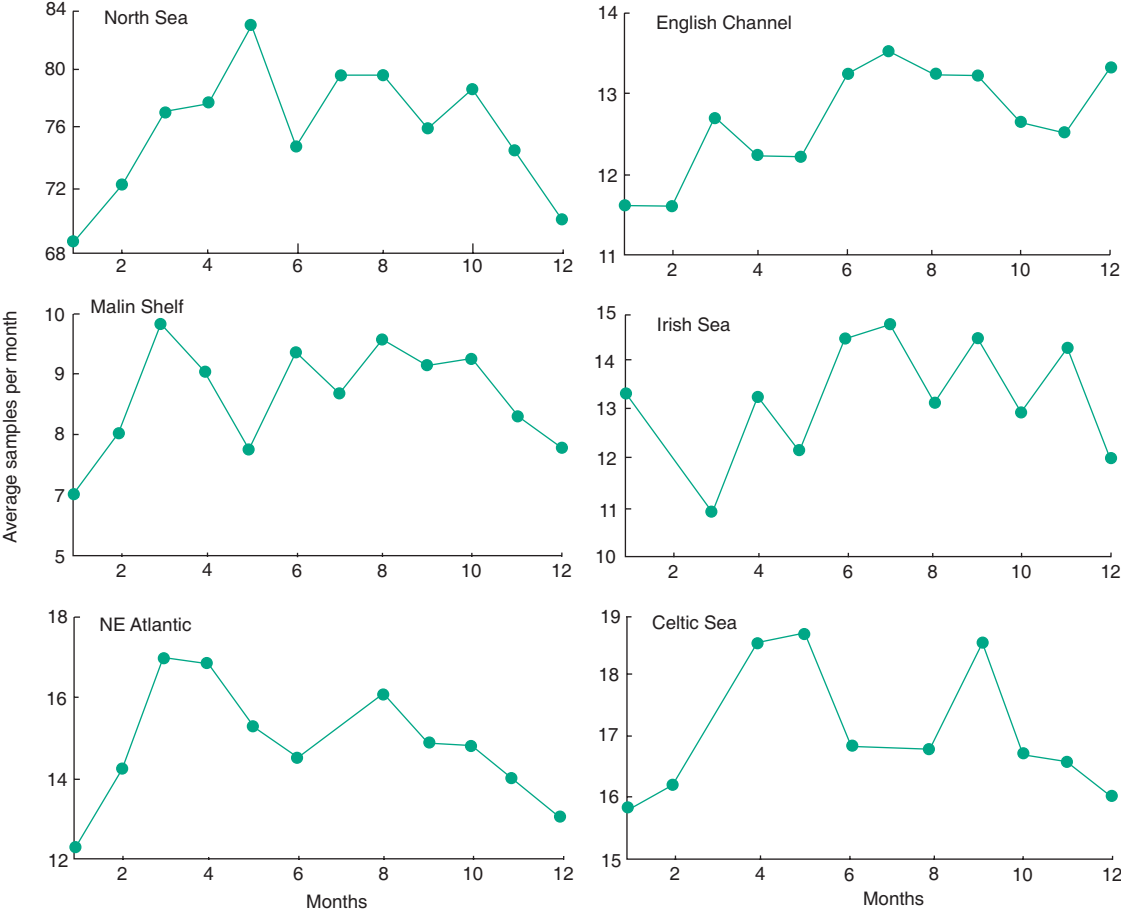 North Sea
84
80
76
72
68
2 4 6 8 10 12
English Channel
14
13
12
11
2 4 6 8 10 12
Average samples per month
Malin Shelf
10
9
8
7
5
2 4 6 8 10 12
Irish Sea
15
14
13
12
11
10
2 4 6 8 10 12
NE Atlantic
18
16
14
12
2 4 6 8 10 12
Months
Celtic Sea
19
18
17
16
15
2 4 6 8 10 12
Months